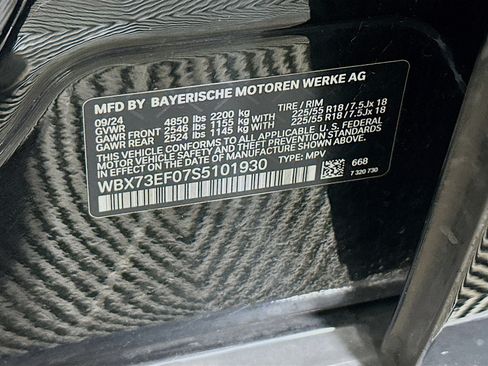 MFD BY BAYERISCHE MOTOREN WERKE AG
09/24 TIRE / RIM
GVWR 4850 lbs 2200 kg
GAWR FRONT 2546 lbs 1155 kg 225/55 R18 / 7.5Jx 18
GAWR REAR 2524 lbs 1145 kg 225/55 R18 / 7.5Jx 18
THIS VEHICLE CONFORMS TO ALL APPLICABLE U. S. FEDERAL
MOTOR VEHICLE SAFETY AND THEFT PREVENTION STANDARDS
IN EFFECT ON THE DATE OF MANUFACTURE SHOWN ABOVE.
WBX73EF07S5101930 TYPE: MPV
668
7 320 730